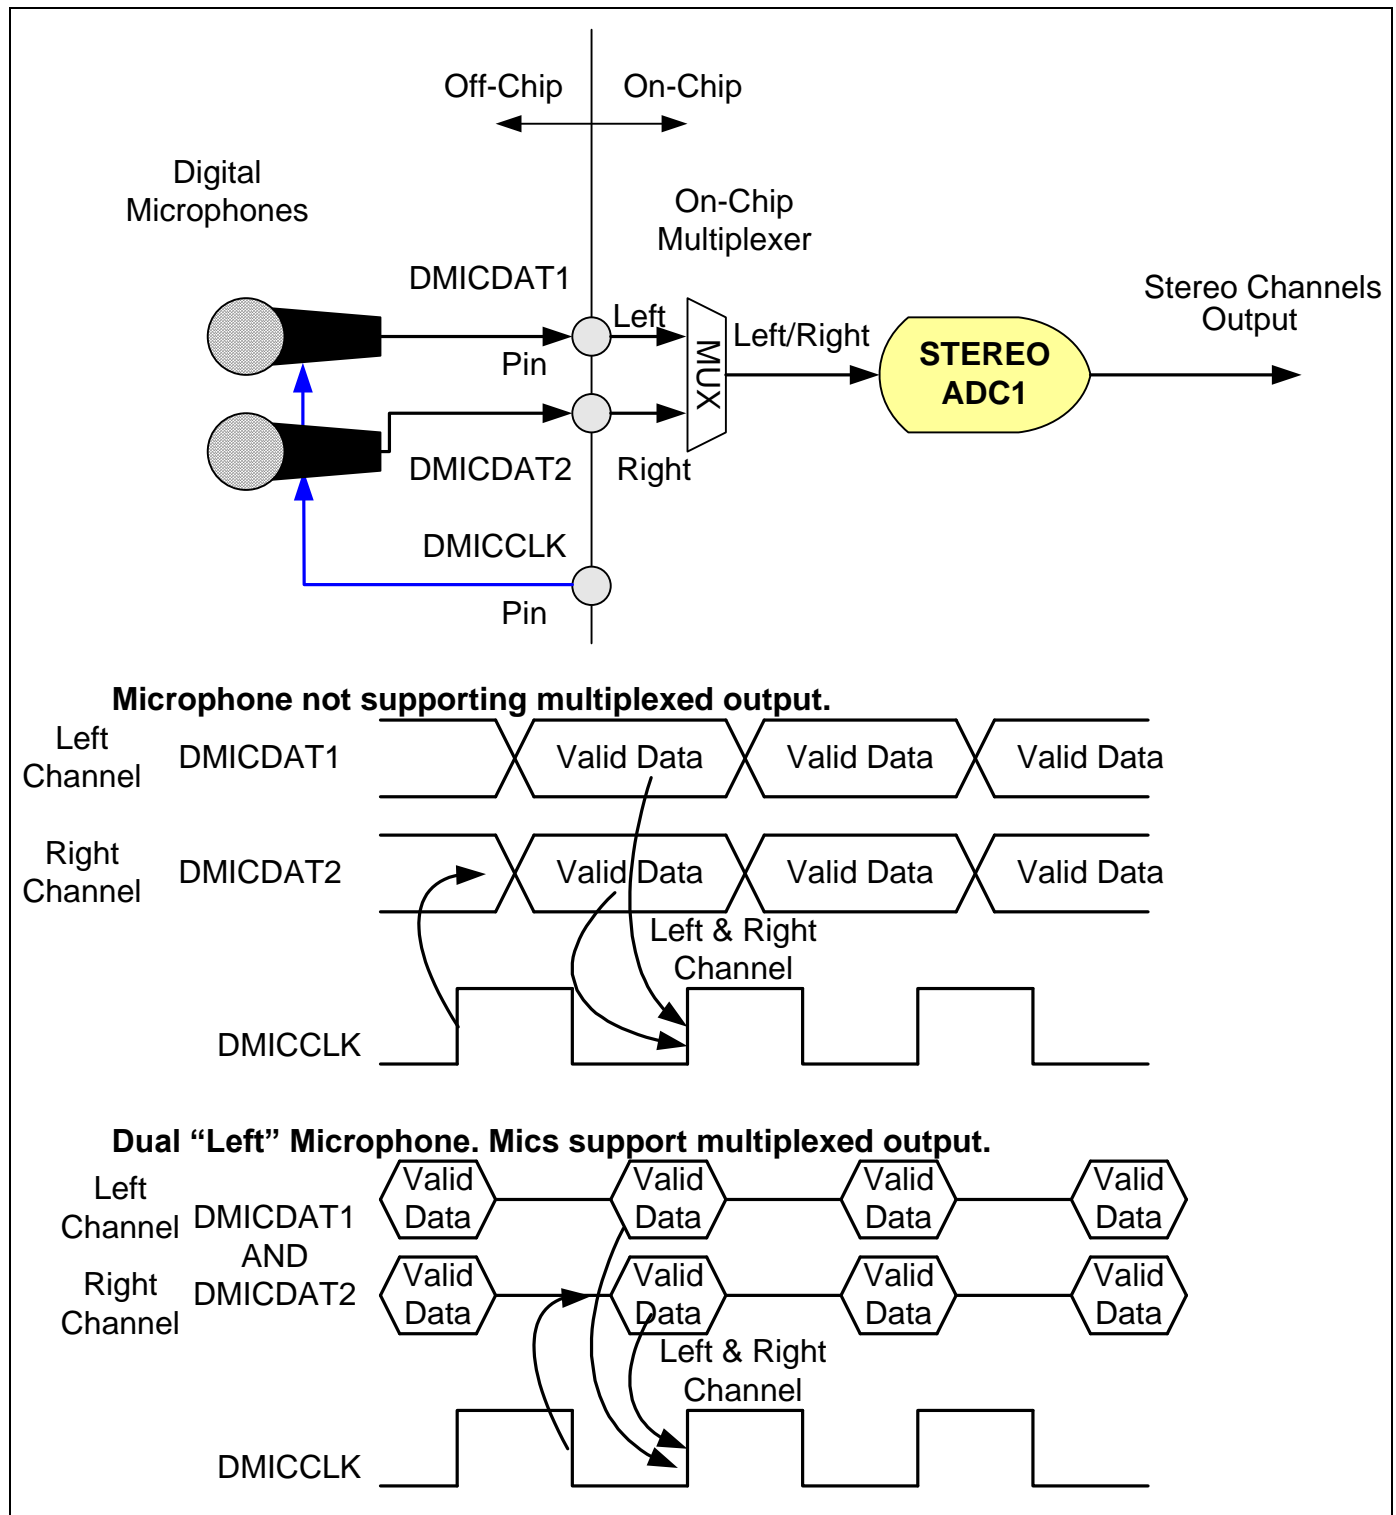 Off-Chip
On-Chip
Digital
Microphones
On-Chip
Multiplexer
DMICDAT1
Left
Pin
MUX
Left/Right
STEREO
ADC1
Stereo Channels
Output
DMICDAT2
Right
DMICCLK
Pin
Microphone not supporting multiplexed output.
Left
Channel
DMICDAT1
Valid Data
Valid Data
Valid Data
Right
Channel
DMICDAT2
Valid Data
Valid Data
Valid Data
Left & Right
Channel
DMICCLK
Dual “Left” Microphone. Mics support multiplexed output.
Left
Channel
DMICDAT1
AND
DMICDAT2
Right
Channel
Valid
Data
Valid
Data
Valid
Data
Valid
Data
Valid
Data
Valid
Data
Valid
Data
Valid
Data
Left & Right
Channel
DMICCLK